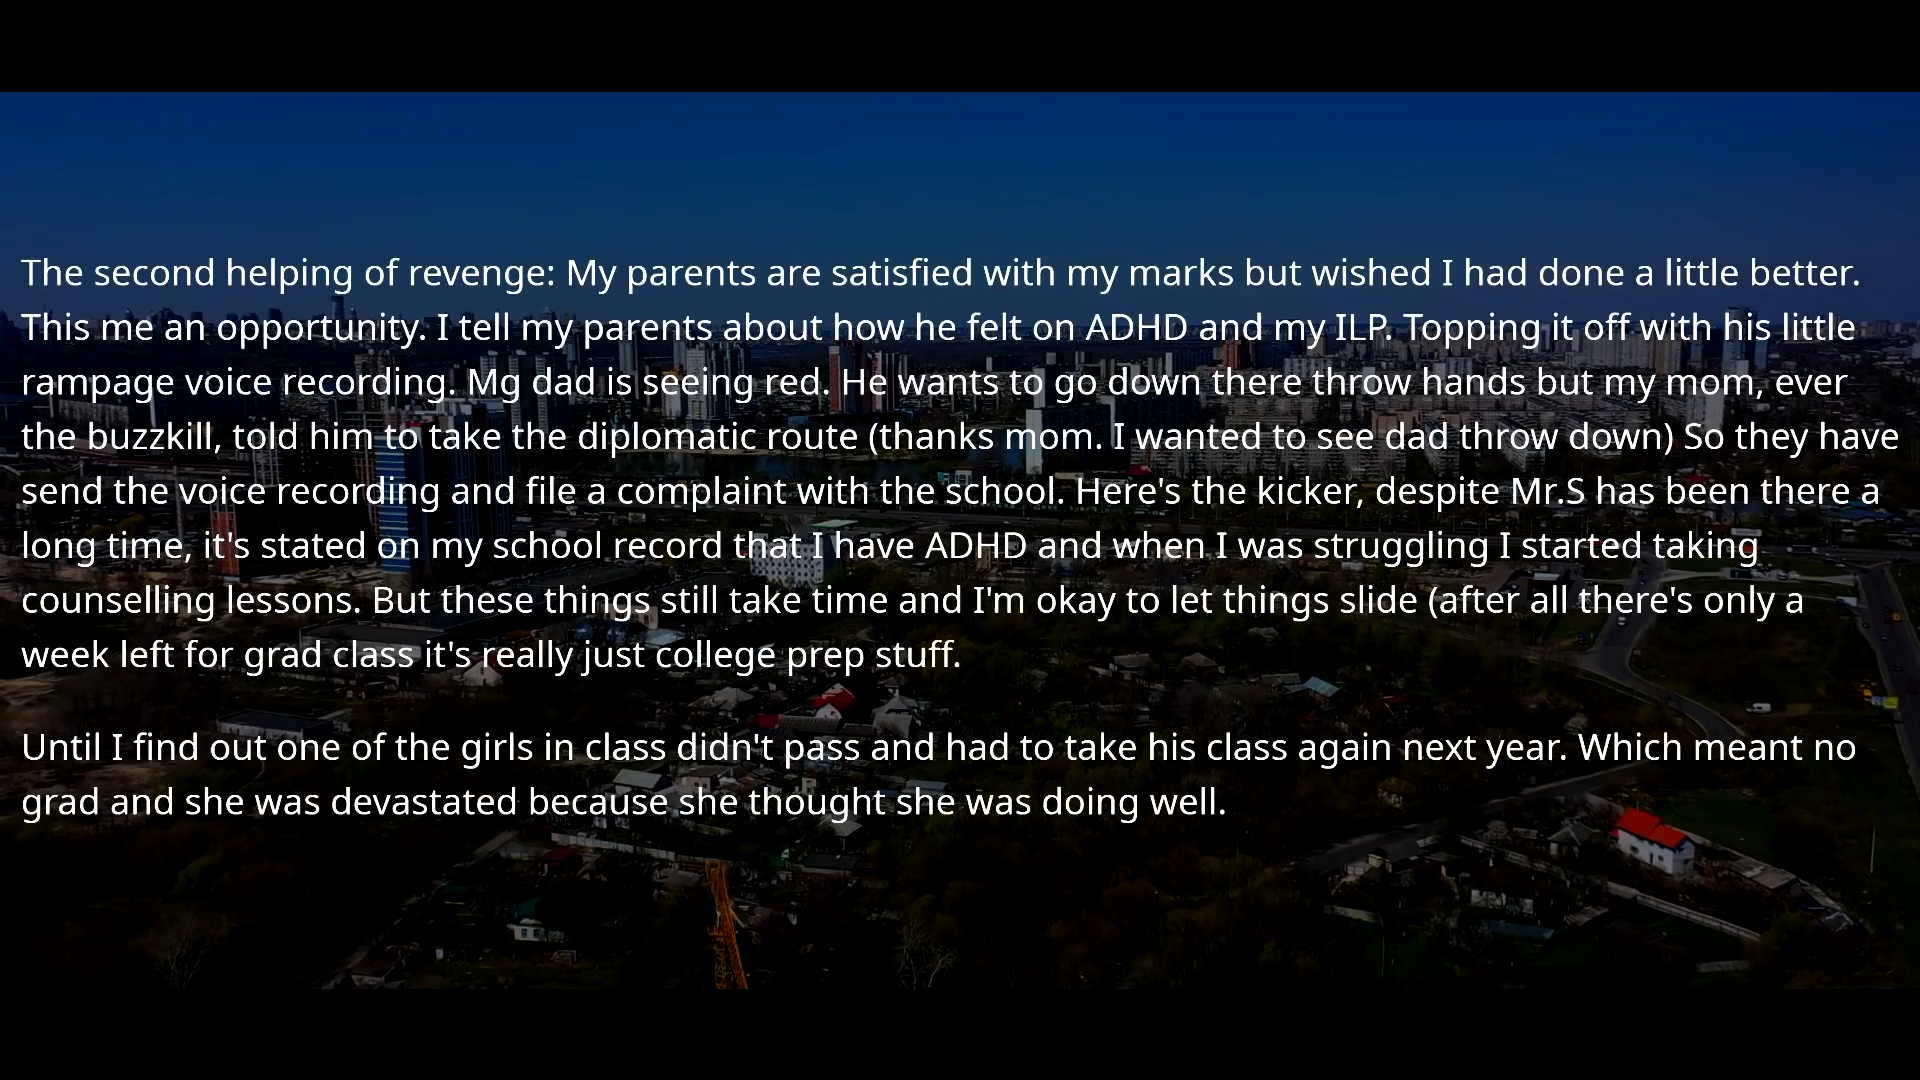 The second helping of revenge: My parents are satisfied with my marks but wished I had done a little better.
This me an opportunity. I tell my parents about how he felt on ADHD and my ILP. Topping it off with his little
rampage voice recording. Mg dad is seeing red. He wants to go down there throw hands but my mom, ever
the buzzkill, told him to take the diplomatic route (thanks mom. I wanted to see dad throw down) So they have
send the voice recording and file a complaint with the school. Here's the kicker, despite Mr.S has been there a
long time, it's stated on my school record that I have ADHD and when I was struggling I started taking
counselling lessons. But these things still take time and I'm okay to let things slide (after all there's only a
week left for grad class it's really just college prep stuff.
Until I find out one of the girls in class didn't pass and had to take his class again next year. Which meant no
grad and she was devastated because she thought she was doing well.